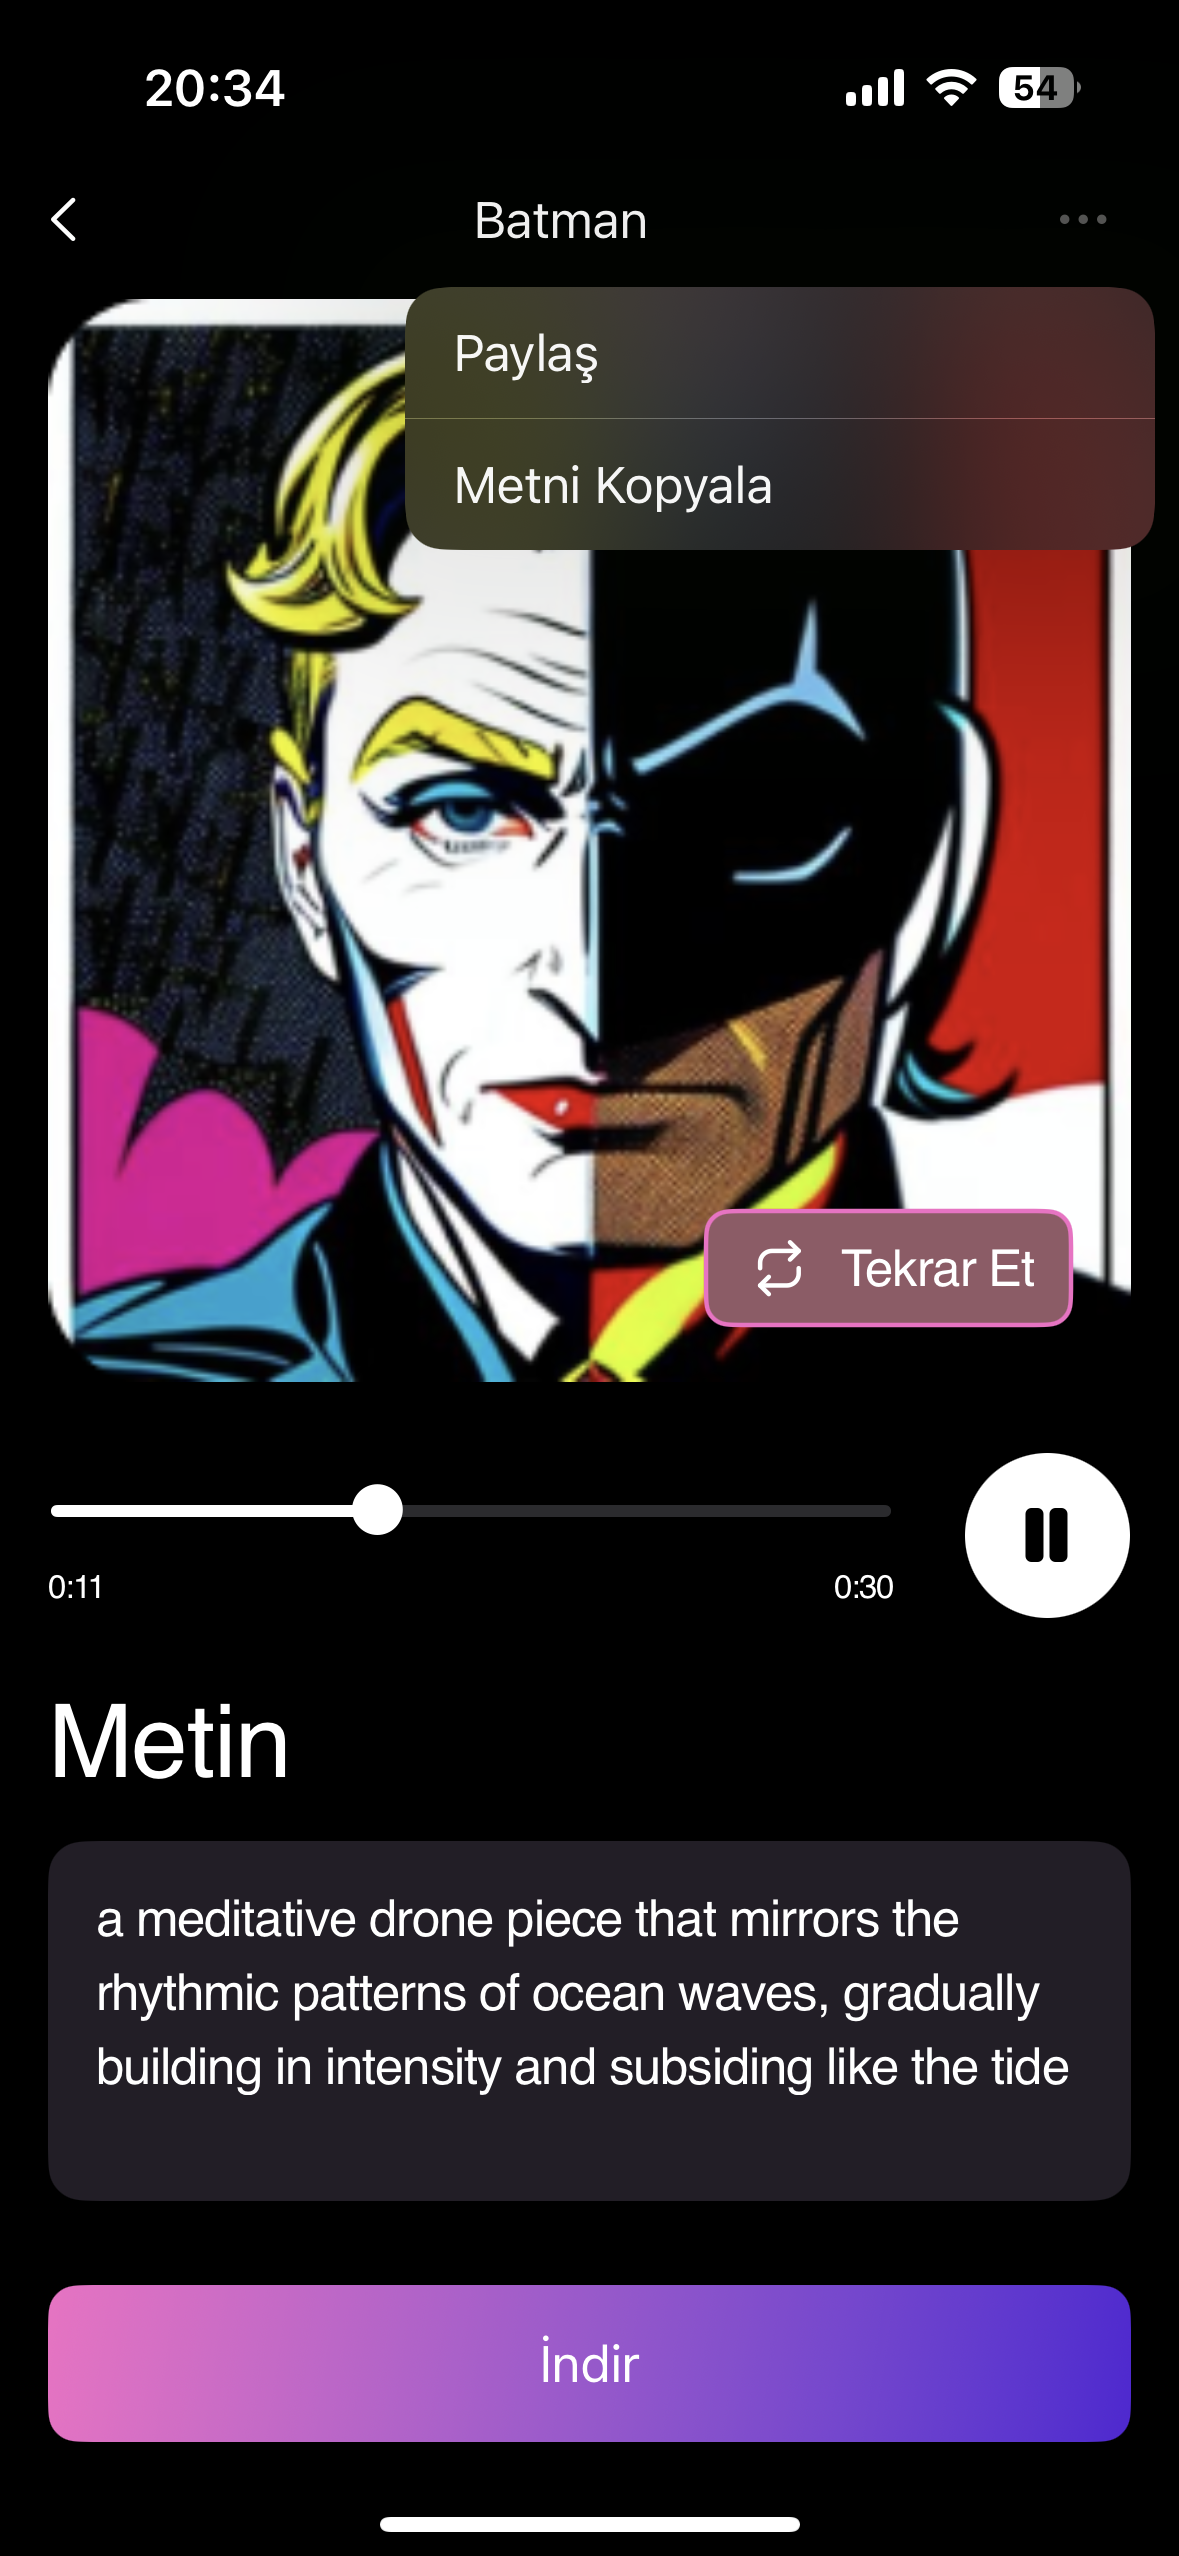 20:34
54
Batman
Paylaş
Metni Kopyala
Tekrar Et
0:11
0:30
Metin
a meditative drone piece that mirrors the
rhythmic patterns of ocean waves, gradually
building in intensity and subsiding like the tide
İndir